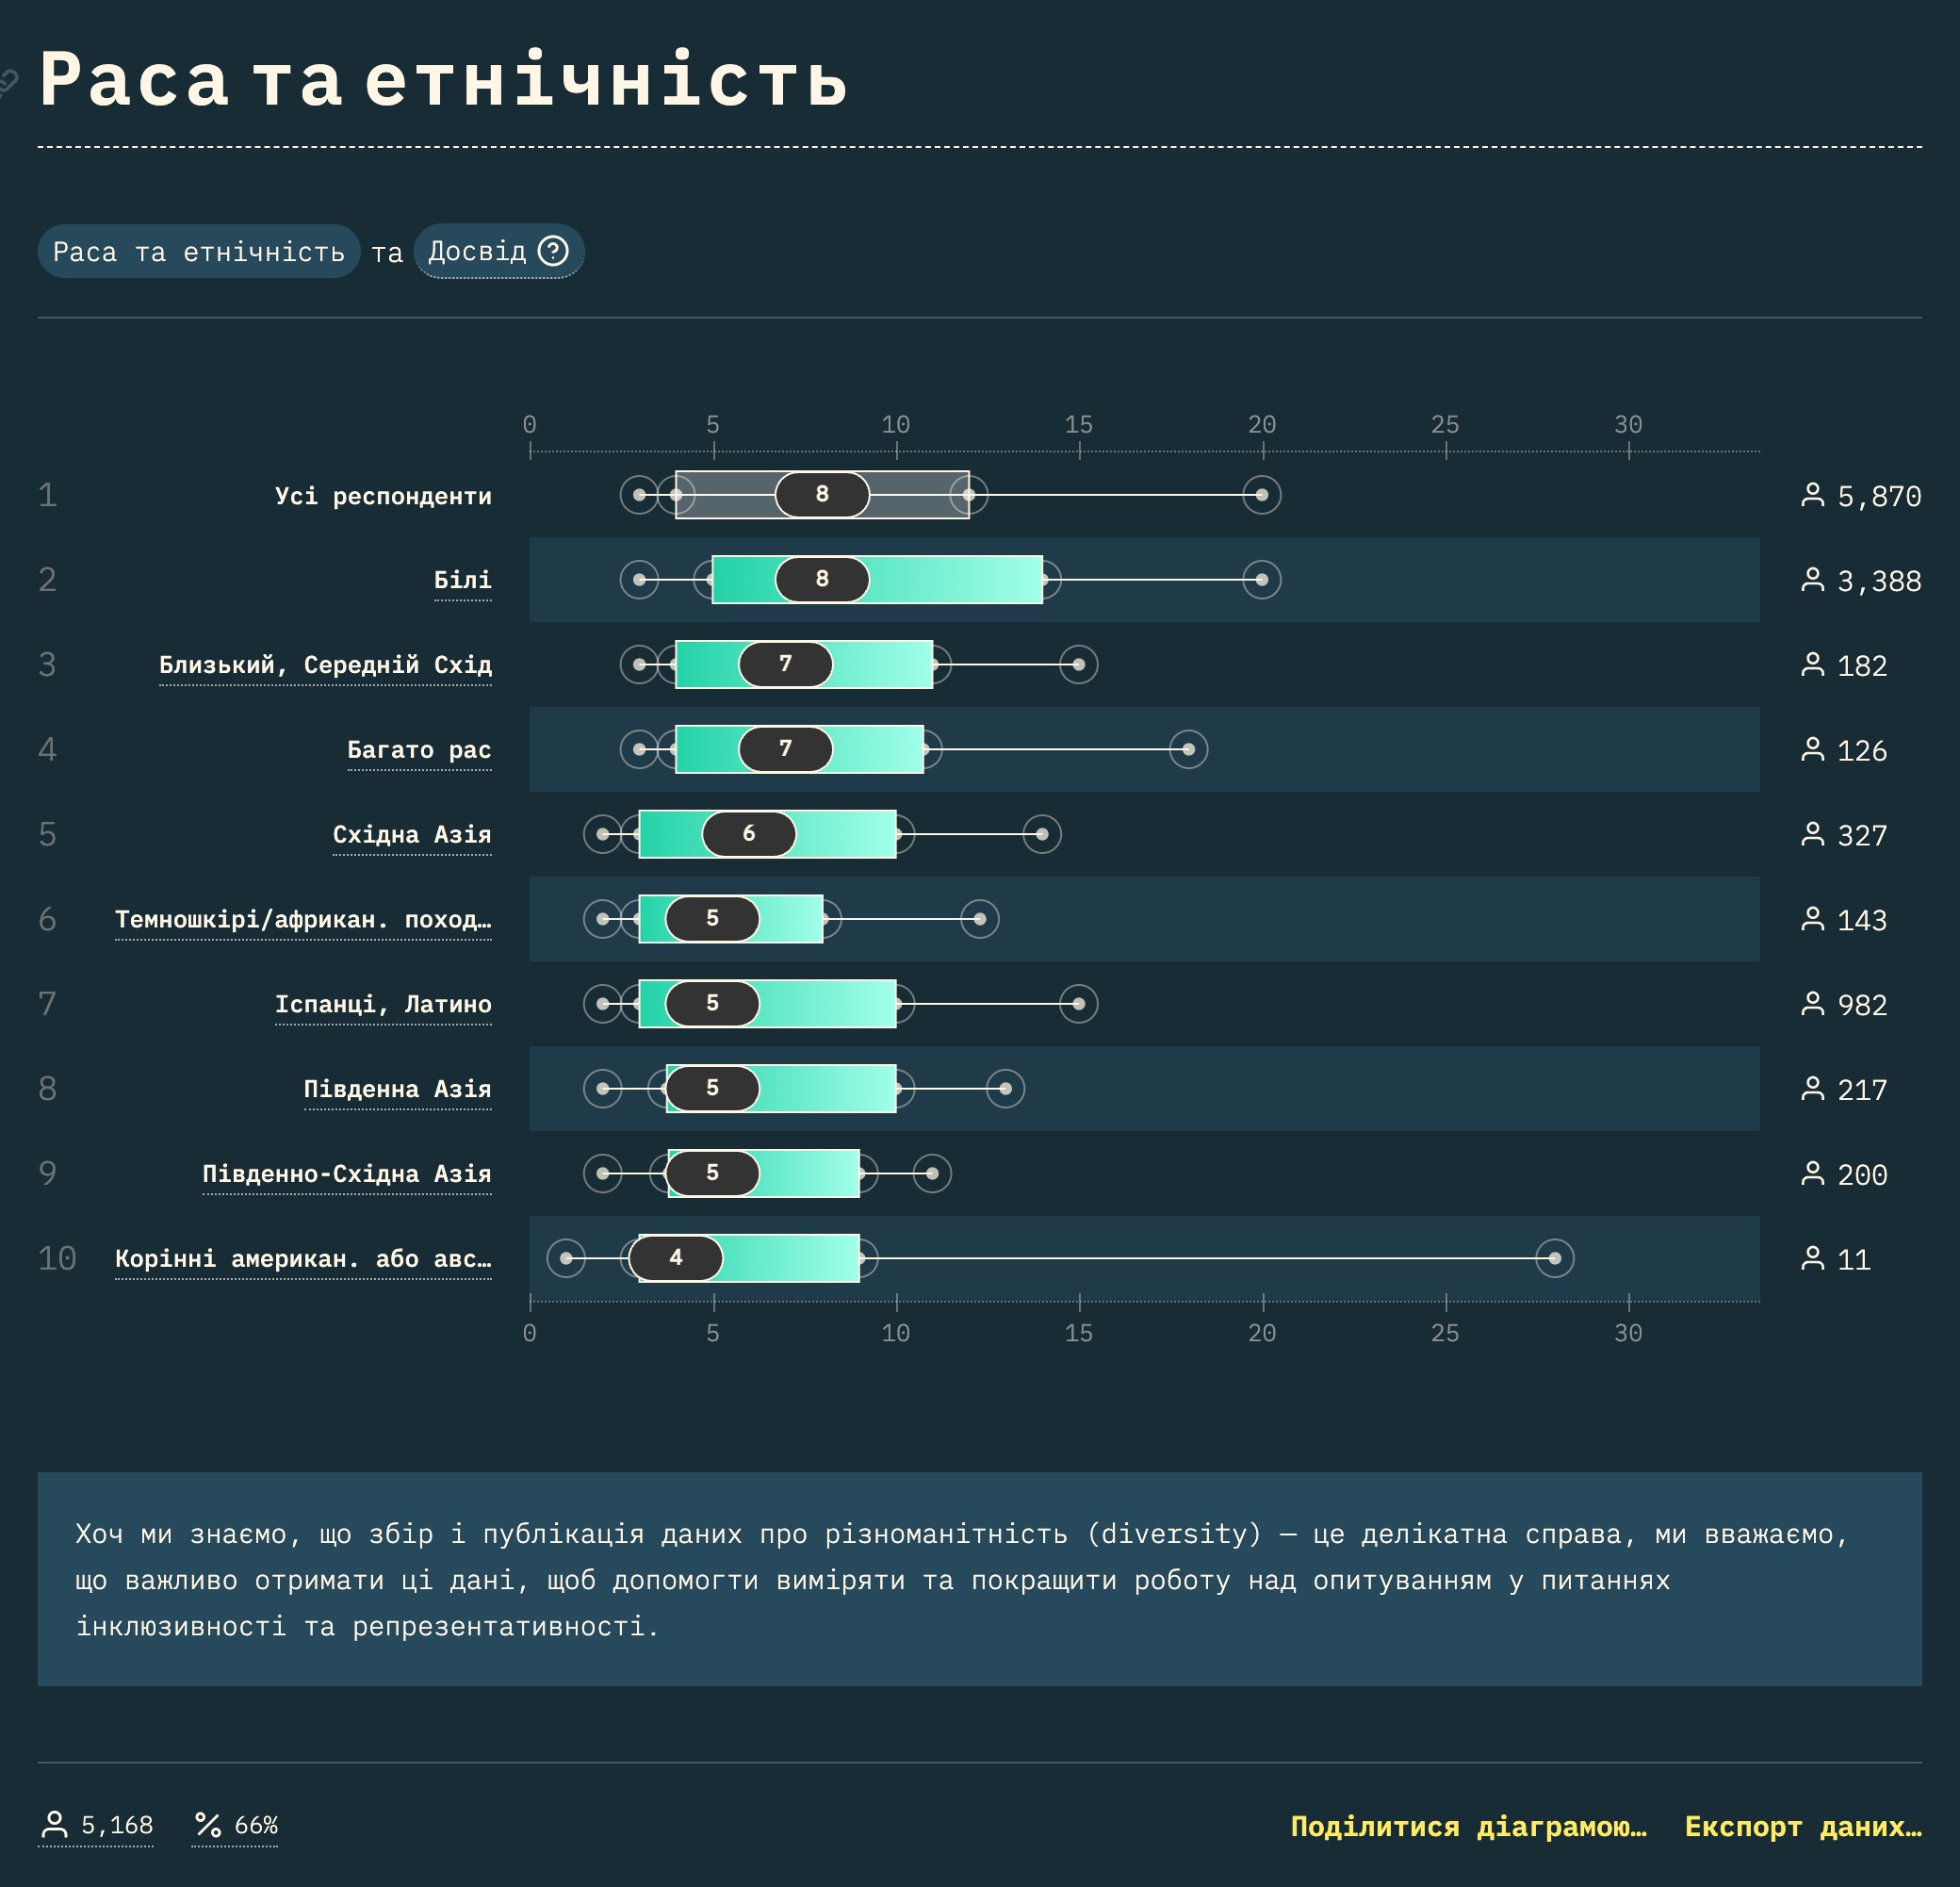 Раса та етнічність
Раса та етнічність та Досвід ?
0 5 10 15 20 25 30
1 Усі респонденти 8 5,870
2 Білі 8 3,388
3 Близький, Середній Схід 7 182
4 Багато рас 7 126
5 Східна Азія 6 327
6 Темношкірі/африкан. поход… 5 143
7 Іспанці, Латино 5 982
8 Південна Азія 5 217
9 Південно-Східна Азія 5 200
10 Корінні американ. або авс… 4 11
0 5 10 15 20 25 30
Хоч ми знаємо, що збір і публікація даних про різноманітність (diversity) — це делікатна справа, ми вважаємо,
що важливо отримати ці дані, щоб допомогти виміряти та покращити роботу над опитуванням у питаннях
інклюзивності та репрезентативності.
5,168 % 66% Поділитися діаграмою… Експорт даних…